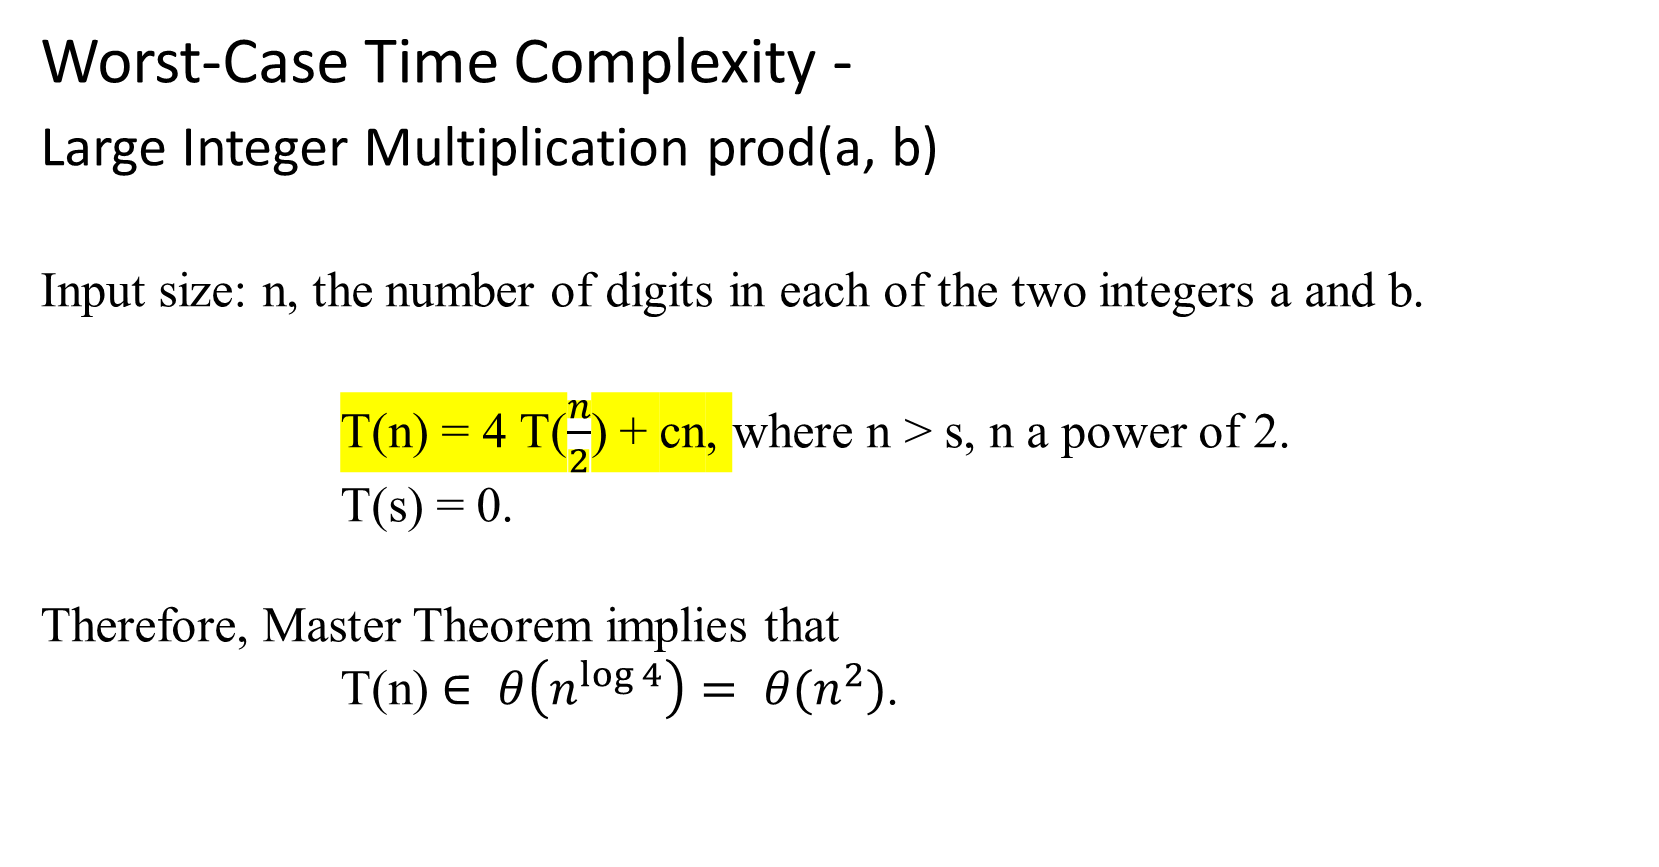 Worst-Case Time Complexity -
Large Integer Multiplication prod(a, b)
Input size: n, the number of digits in each of the two integers a and b.
T(n) = 4 T(n/2) + cn, where n > s, n a power of 2.
T(s) = 0.
Therefore, Master Theorem implies that
T(n) ∈ θ(n^{log 4}) = θ(n²).